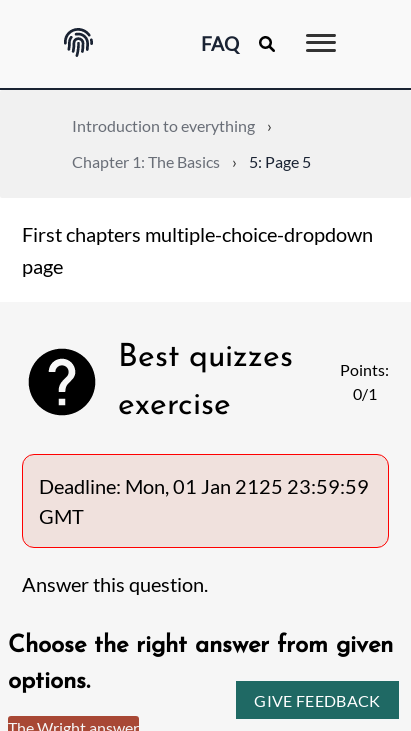 FAQ
Introduction to everything ›
Chapter 1: The Basics › 5: Page 5
First chapters multiple-choice-dropdown
page
Best quizzes
exercise
Points:
0/1
Deadline: Mon, 01 Jan 2125 23:59:59
GMT
Answer this question.
Choose the right answer from given
options.
GIVE FEEDBACK
The Wright answer